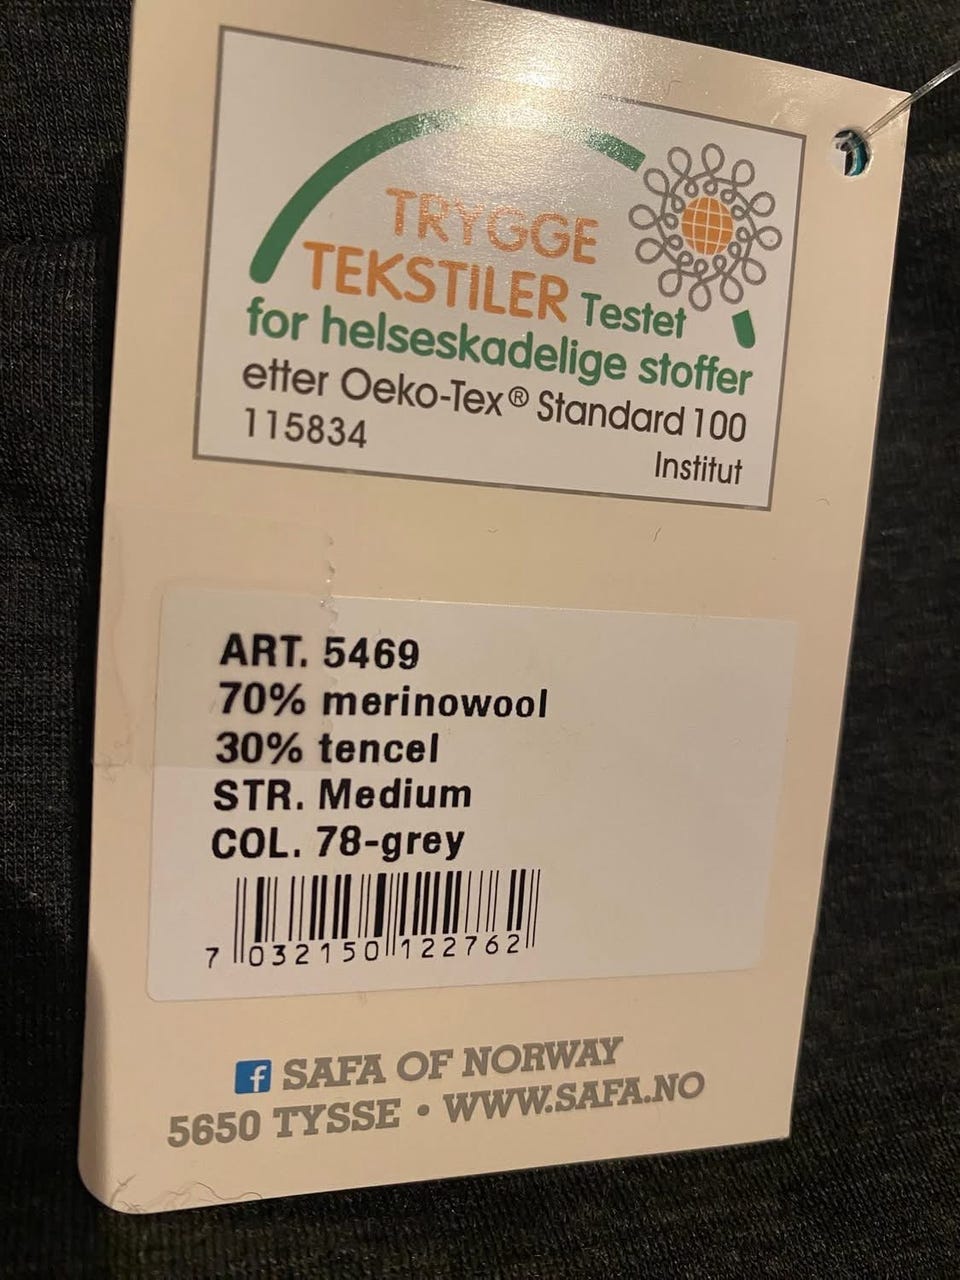 TRYGGE
TEKSTILER Testet
for helseskadelige stoffer
etter Oeko-Tex® Standard 100
115834
Institut
ART. 5469
70% merinowool
30% tencel
STR. Medium
COL. 78-grey
7 032150 122762
f SAFA OF NORWAY
5650 TYSSE • WWW.SAFA.NO